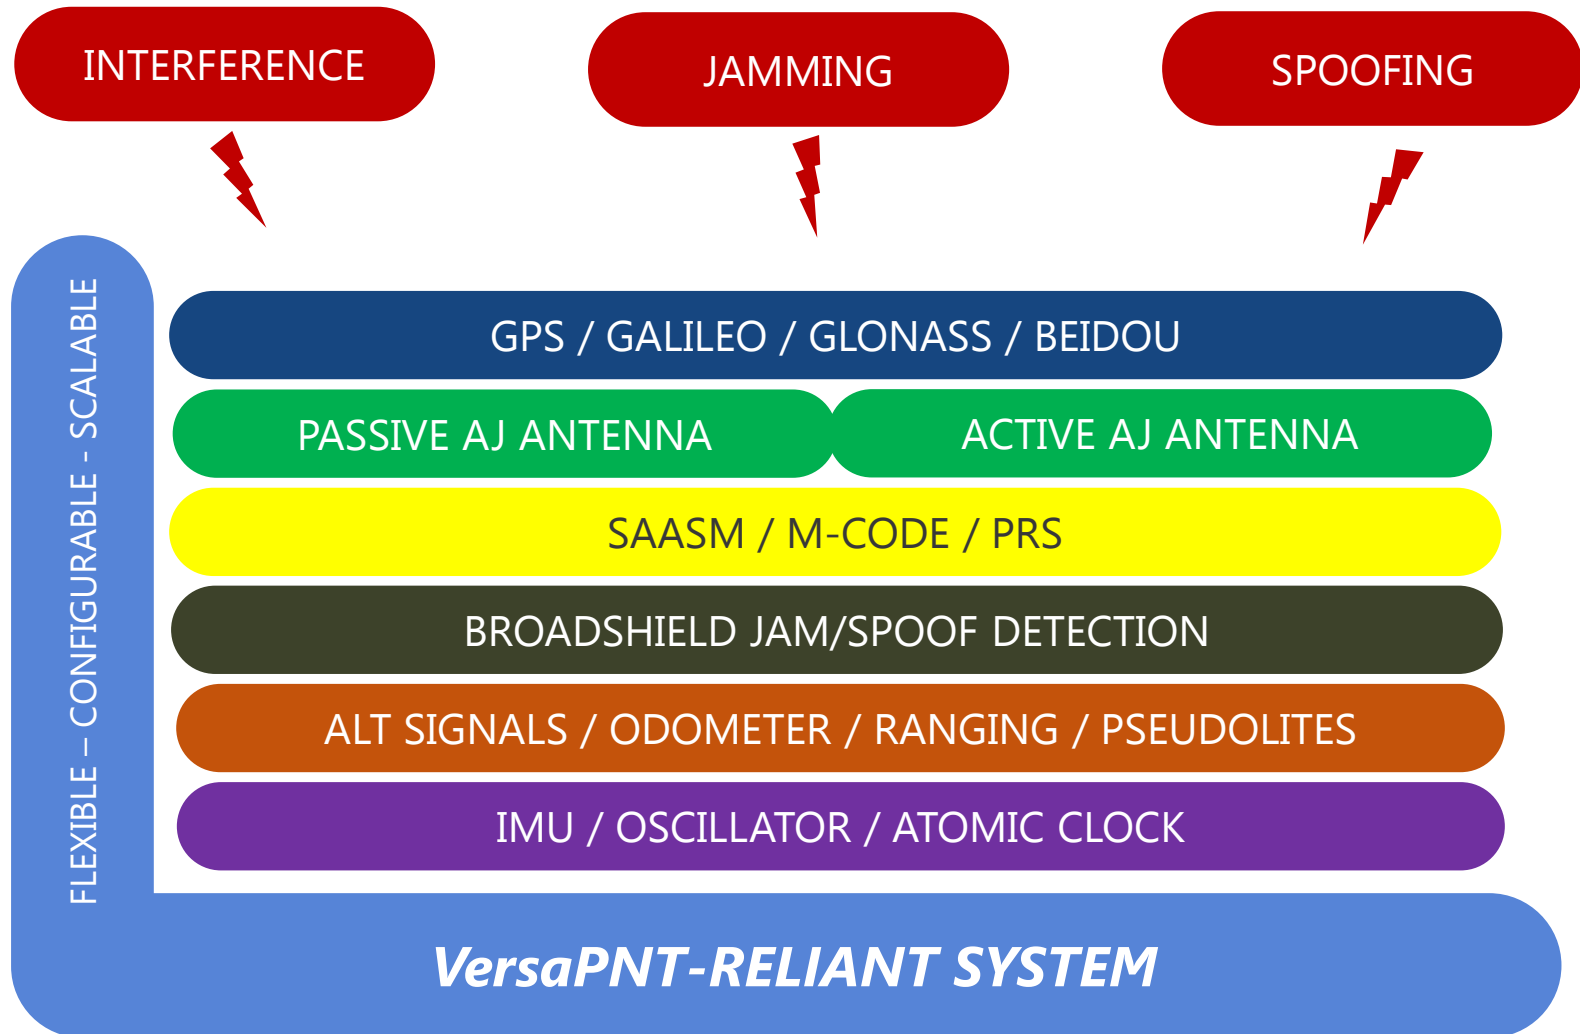 INTERFERENCE
JAMMING
SPOOFING
FLEXIBLE – CONFIGURABLE - SCALABLE
GPS / GALILEO / GLONASS / BEIDOU
PASSIVE AJ ANTENNA
ACTIVE AJ ANTENNA
SAASM / M-CODE / PRS
BROADSHIELD JAM/SPOOF DETECTION
ALT SIGNALS / ODOMETER / RANGING / PSEUDOLITES
IMU / OSCILLATOR / ATOMIC CLOCK
VersaPNT-RELIANT SYSTEM